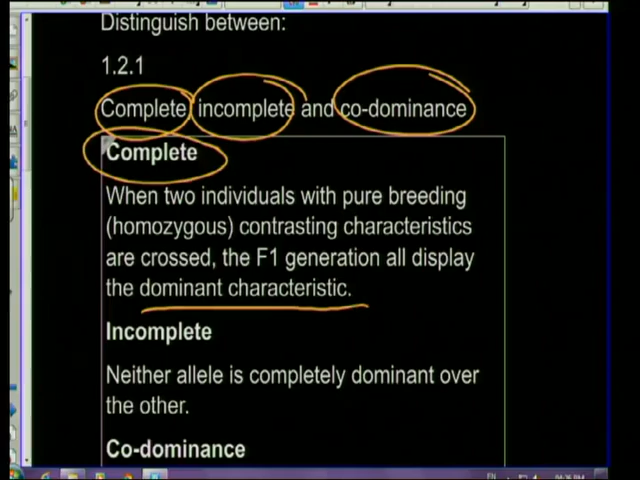 Distinguish between:
1.2.1
Complete incomplete and co-dominance
Complete
When two individuals with pure breeding
(homozygous) contrasting characteristics
are crossed, the F1 generation all display
the dominant characteristic.
Incomplete
Neither allele is completely dominant over
the other.
Co-dominance